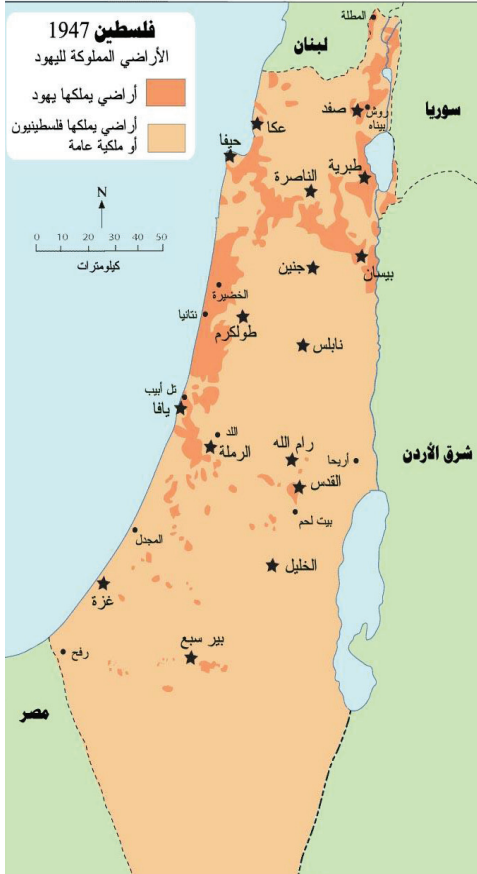 فلسطين 1947
الأراضي المملوكة لليهود
أراضي يملكها يهود
أراضي يملكها فلسطينيون
أو ملكية عامة
المطلة
لبنان
سوريا
صفد
روش
بيناه
عكا
حيفا
طبرية
الناصرة
N
0 10 20 30 40 50
كيلومترات
بيسان
جنين
الخضيرة
نتانيا
طولكرم
نابلس
تل أبيب
يافا
اللد
الرملة
رام الله
أريحا
شرق الأردن
القدس
بيت لحم
المجدل
الخليل
غزة
بير سبع
رفح
مصر